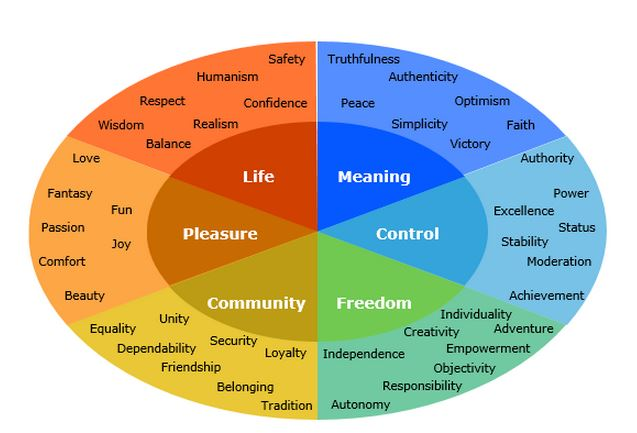 Safety
Humanism
Respect
Confidence
Wisdom
Realism
Balance
Life
Truthfulness
Authenticity
Peace
Optimism
Simplicity
Faith
Victory
Meaning
Authority
Power
Excellence
Status
Stability
Moderation
Achievement
Control
Individuality
Creativity
Adventure
Independence
Empowerment
Objectivity
Responsibility
Autonomy
Freedom
Equality
Unity
Dependability
Security
Loyalty
Friendship
Belonging
Tradition
Community
Love
Fantasy
Fun
Passion
Joy
Comfort
Beauty
Pleasure